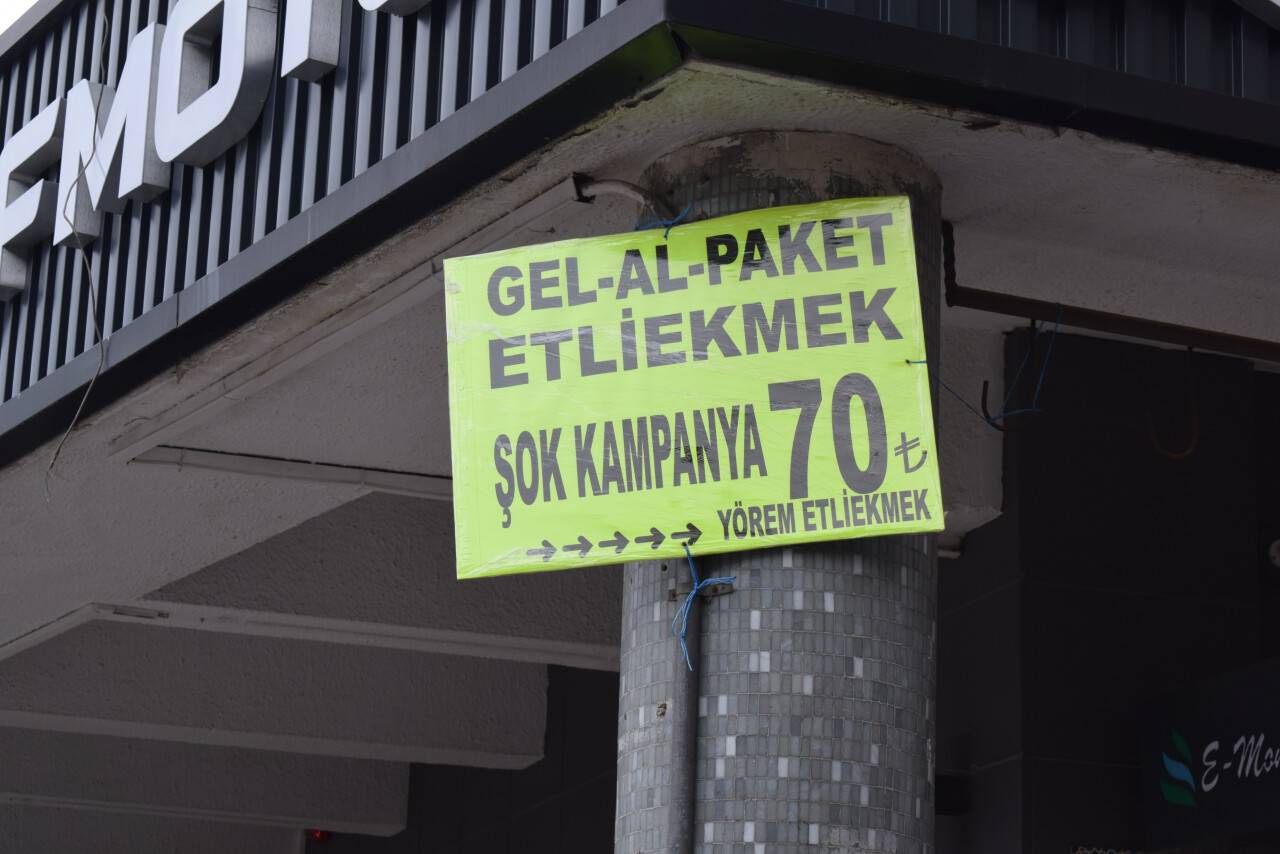 GEL-AL-PAKET
ETLİEKMEK
ŞOK KAMPANYA 70₺
→→→→→ YÖREM ETLİEKMEK